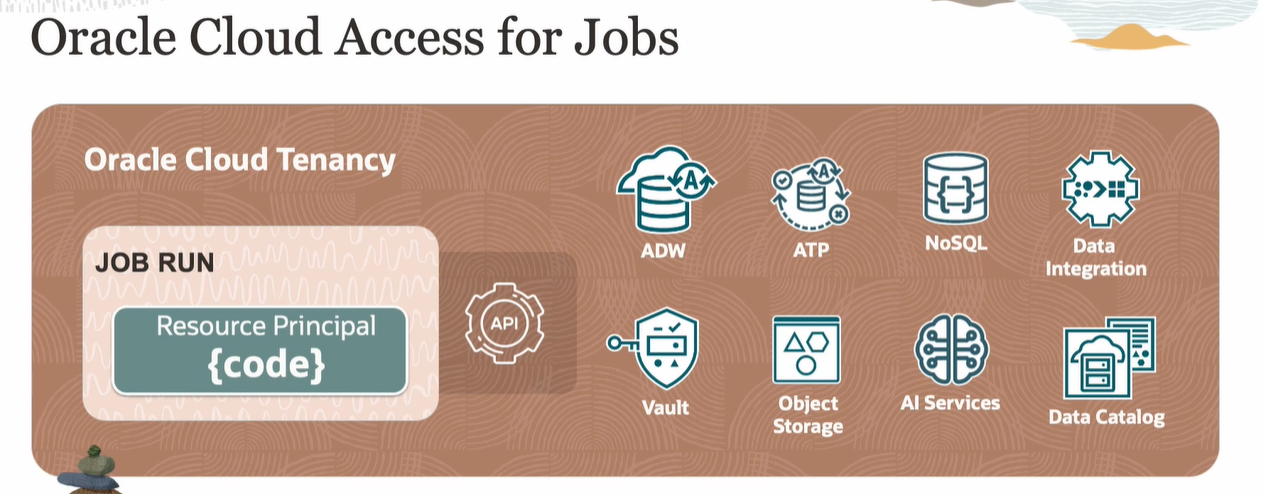 Oracle Cloud Access for Jobs
Oracle Cloud Tenancy
JOB RUN
Resource Principal
{code}
API
A
ADW
A
ATP
{}
NoSQL
Data
Integration
Vault
Object
Storage
AI Services
Data Catalog